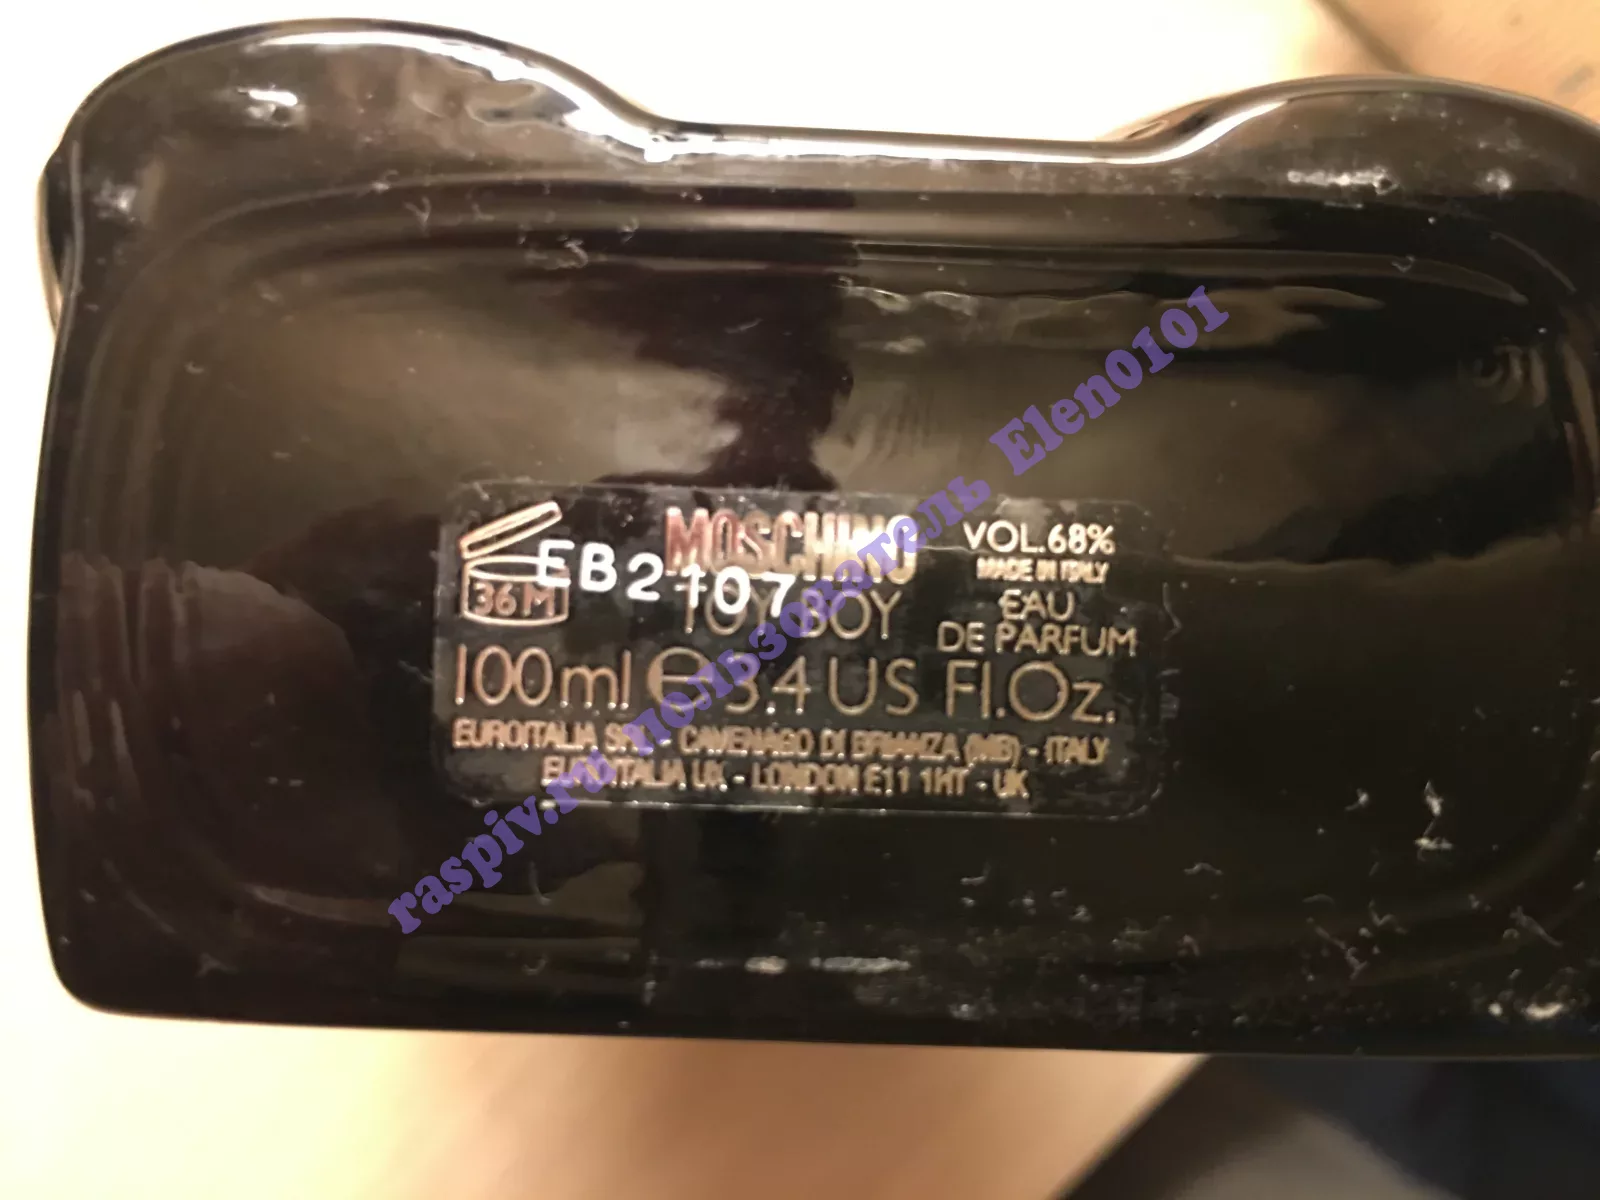 MOSCHINO
TOY BOY
EB2107
36M
VOL.68%
MADE IN ITALY
EAU
DE PARFUM
100ml ℮ 3.4 US Fl.Oz.
EUROITALIA SRL - CAVENAGO DI BRIANZA (MB) - ITALY
EUROITALIA UK - LONDON E11 1HT - UK
raspiv.ru пользователь Elen0101